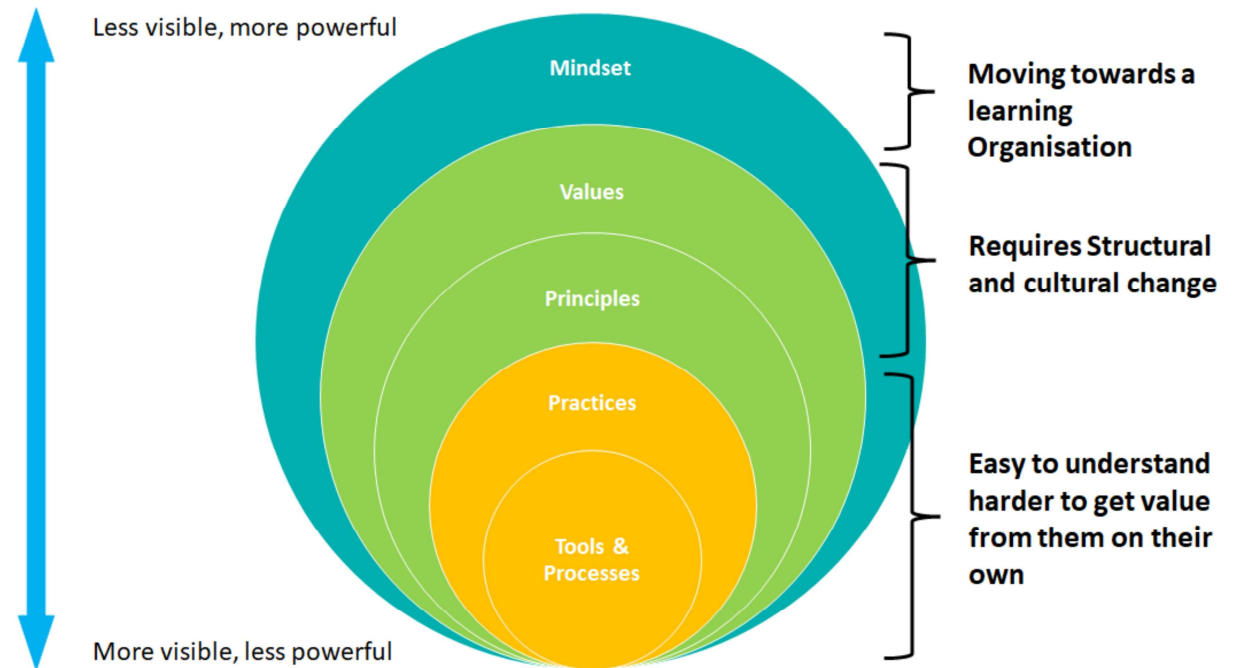 Less visible, more powerful
Mindset
Moving towards a
learning
Organisation
Values
Requires Structural
and cultural change
Principles
Practices
Easy to understand
harder to get value
from them on their
own
Tools &
Processes
More visible, less powerful